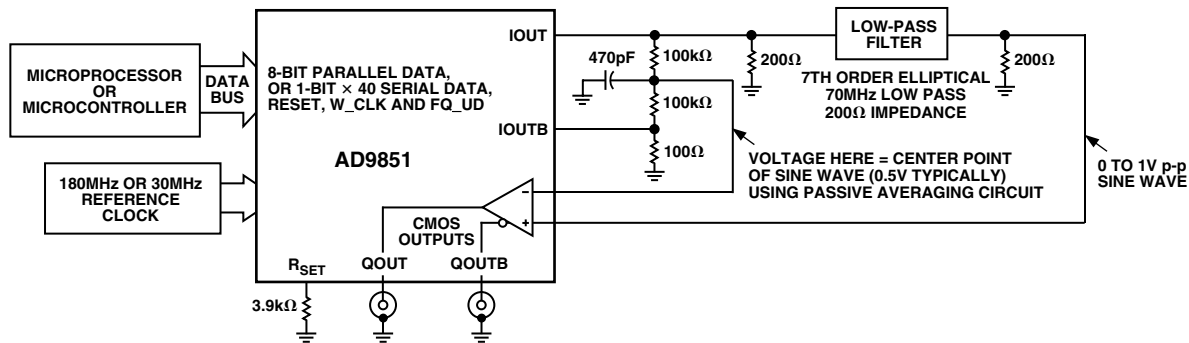 MICROPROCESSOR
OR
MICROCONTROLLER
DATA
BUS
8-BIT PARALLEL DATA,
OR 1-BIT × 40 SERIAL DATA,
RESET, W_CLK AND FQ_UD
180MHz OR 30MHz
REFERENCE
CLOCK
AD9851
IOUT
IOUTB
CMOS
OUTPUTS
–
+
RSET
QOUT
QOUTB
3.9kΩ
470pF
100kΩ
100kΩ
100Ω
200Ω
LOW-PASS
FILTER
200Ω
7TH ORDER ELLIPTICAL
70MHz LOW PASS
200Ω IMPEDANCE
VOLTAGE HERE = CENTER POINT
OF SINE WAVE (0.5V TYPICALLY)
USING PASSIVE AVERAGING CIRCUIT
0 TO 1V p-p
SINE WAVE